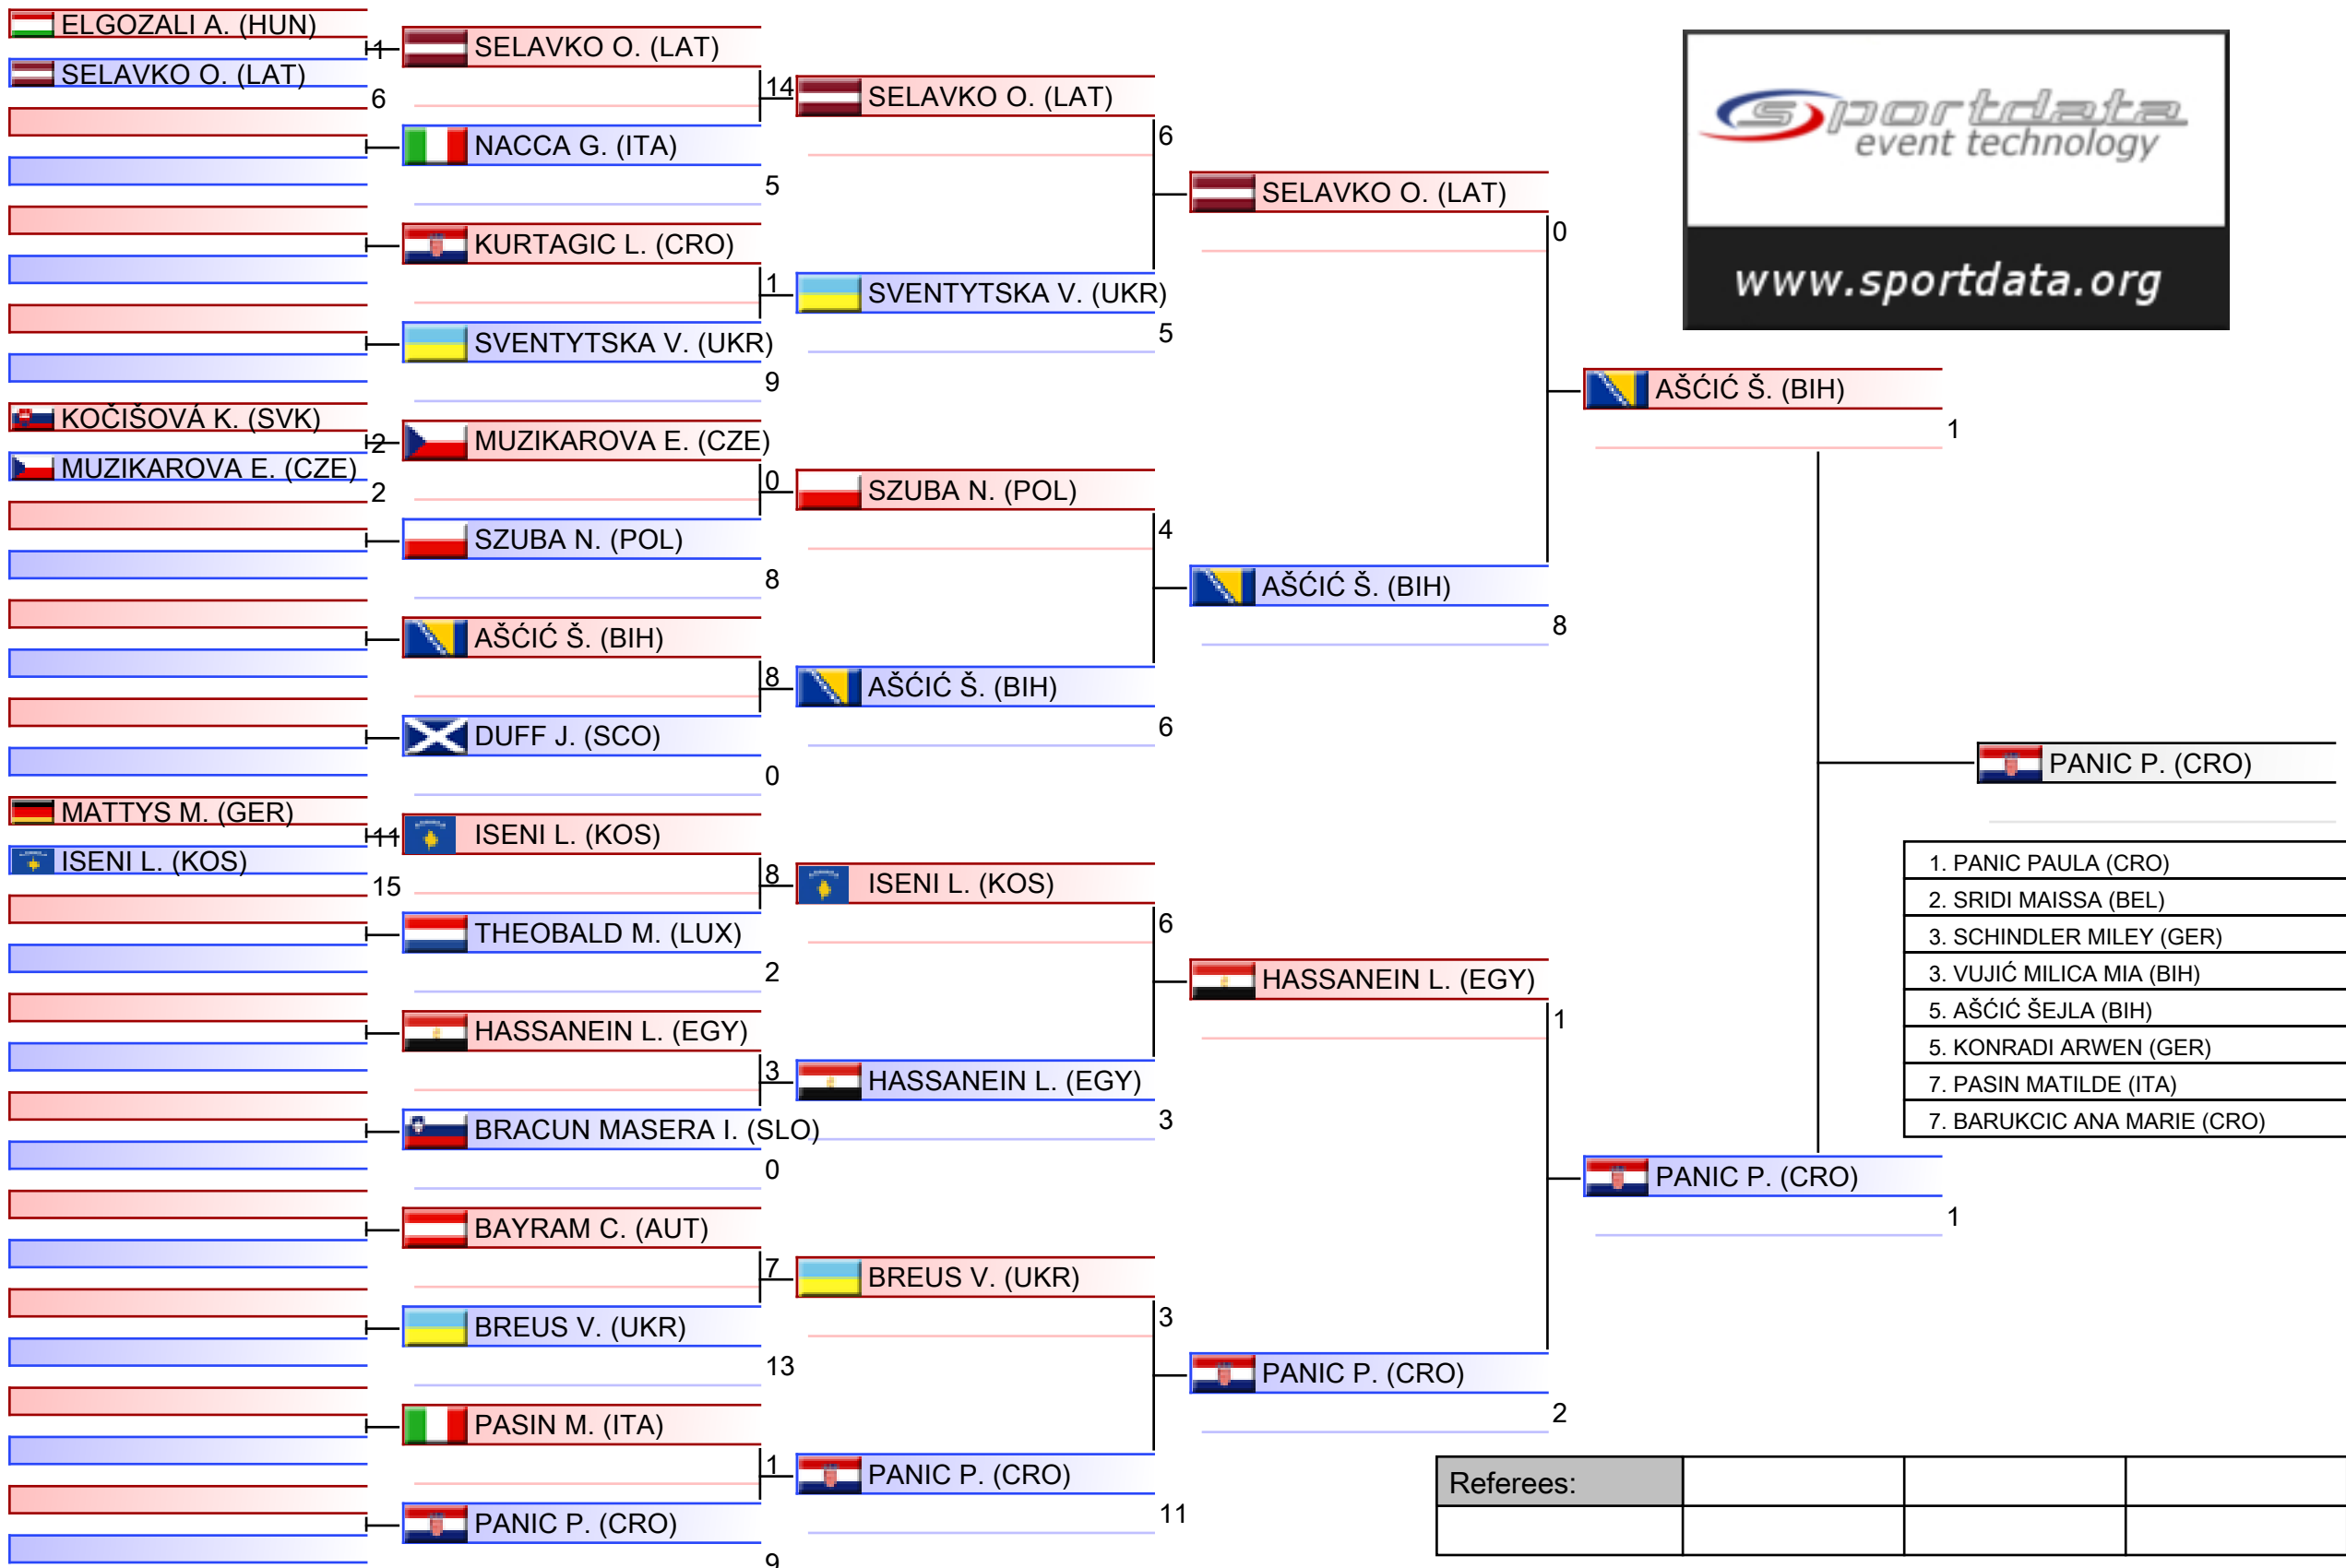 ELGOZALI A. (HUN)
1
SELAVKO O. (LAT)
6
KOČIŠOVÁ K. (SVK)
2
MUZIKAROVA E. (CZE)
2
MATTYS M. (GER)
11
ISENI L. (KOS)
15
SELAVKO O. (LAT)
14
NACCA G. (ITA)
5
KURTAGIC L. (CRO)
1
SVENTYTSKA V. (UKR)
9
MUZIKAROVA E. (CZE)
0
SZUBA N. (POL)
8
AŠĆIĆ Š. (BIH)
8
DUFF J. (SCO)
0
ISENI L. (KOS)
8
THEOBALD M. (LUX)
2
HASSANEIN L. (EGY)
3
BRACUN MASERA I. (SLO)
0
BAYRAM C. (AUT)
7
BREUS V. (UKR)
13
PASIN M. (ITA)
1
PANIC P. (CRO)
9
SELAVKO O. (LAT)
6
SVENTYTSKA V. (UKR)
5
SZUBA N. (POL)
4
AŠĆIĆ Š. (BIH)
6
ISENI L. (KOS)
6
HASSANEIN L. (EGY)
3
BREUS V. (UKR)
3
PANIC P. (CRO)
11
SELAVKO O. (LAT)
0
AŠĆIĆ Š. (BIH)
8
HASSANEIN L. (EGY)
1
PANIC P. (CRO)
2
AŠĆIĆ Š. (BIH)
1
PANIC P. (CRO)
1
PANIC P. (CRO)
sportdata
event technology
www.sportdata.org
1. PANIC PAULA (CRO)
2. SRIDI MAISSA (BEL)
3. SCHINDLER MILEY (GER)
3. VUJIĆ MILICA MIA (BIH)
5. AŠĆIĆ ŠEJLA (BIH)
5. KONRADI ARWEN (GER)
7. PASIN MATILDE (ITA)
7. BARUKCIC ANA MARIE (CRO)
Referees: